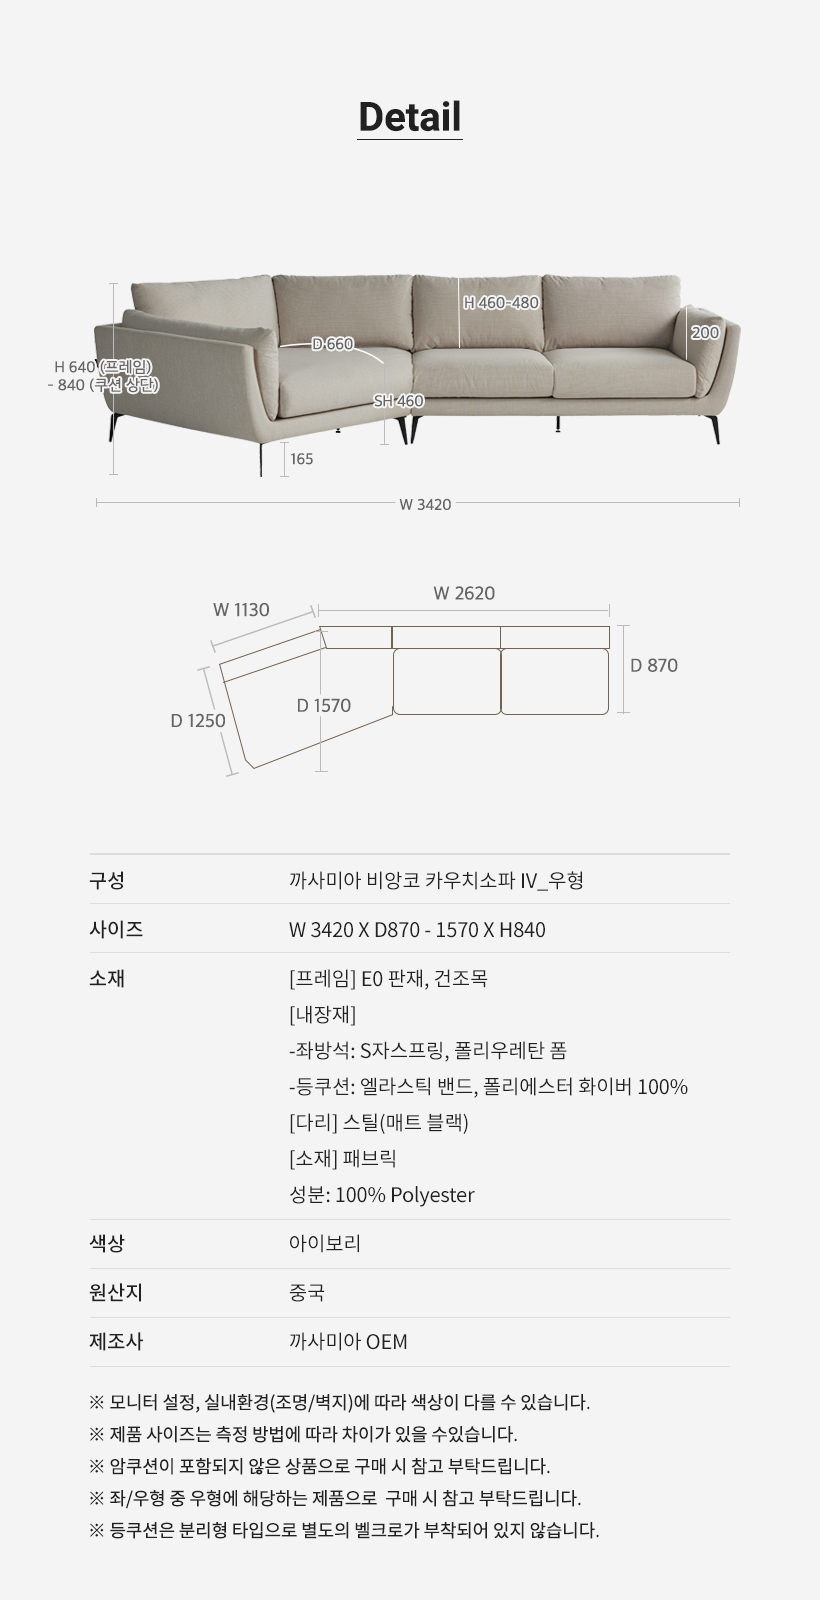 Detail
H 460-480
200
D 660
H 640 (프레임)
- 840 (쿠션 상단)
SH 460
165
W 3420
W 2620
W 1130
D 870
D 1570
D 1250
구성 까사미아 비앙코 카우치소파 IV_우형
사이즈 W 3420 X D870 - 1570 X H840
소재 [프레임] E0 판재, 건조목
[내장재]
-좌방석: S자스프링, 폴리우레탄 폼
-등쿠션: 엘라스틱 밴드, 폴리에스터 화이버 100%
[다리] 스틸(매트 블랙)
[소재] 패브릭
성분: 100% Polyester
색상 아이보리
원산지 중국
제조사 까사미아 OEM
※ 모니터 설정, 실내환경(조명/벽지)에 따라 색상이 다를 수 있습니다.
※ 제품 사이즈는 측정 방법에 따라 차이가 있을 수있습니다.
※ 암쿠션이 포함되지 않은 상품으로 구매 시 참고 부탁드립니다.
※ 좌/우형 중 우형에 해당하는 제품으로  구매 시 참고 부탁드립니다.
※ 등쿠션은 분리형 타입으로 별도의 벨크로가 부착되어 있지 않습니다.